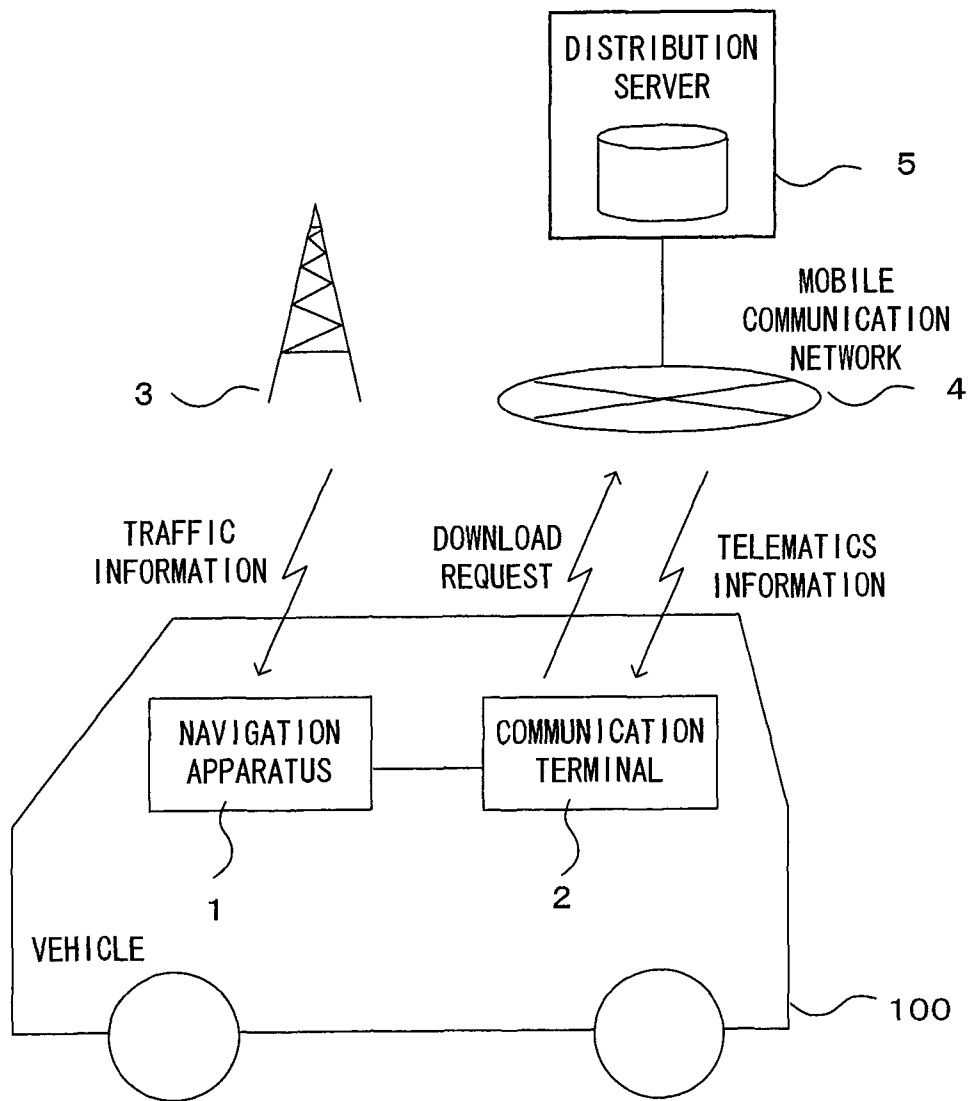 DISTRIBUTION
SERVER
5
MOBILE
COMMUNICATION
NETWORK
3
4
TRAFFIC
INFORMATION
DOWNLOAD
REQUEST
TELEMATICS
INFORMATION
NAVIGATION
APPARATUS
COMMUNICATION
TERMINAL
1
2
VEHICLE
100